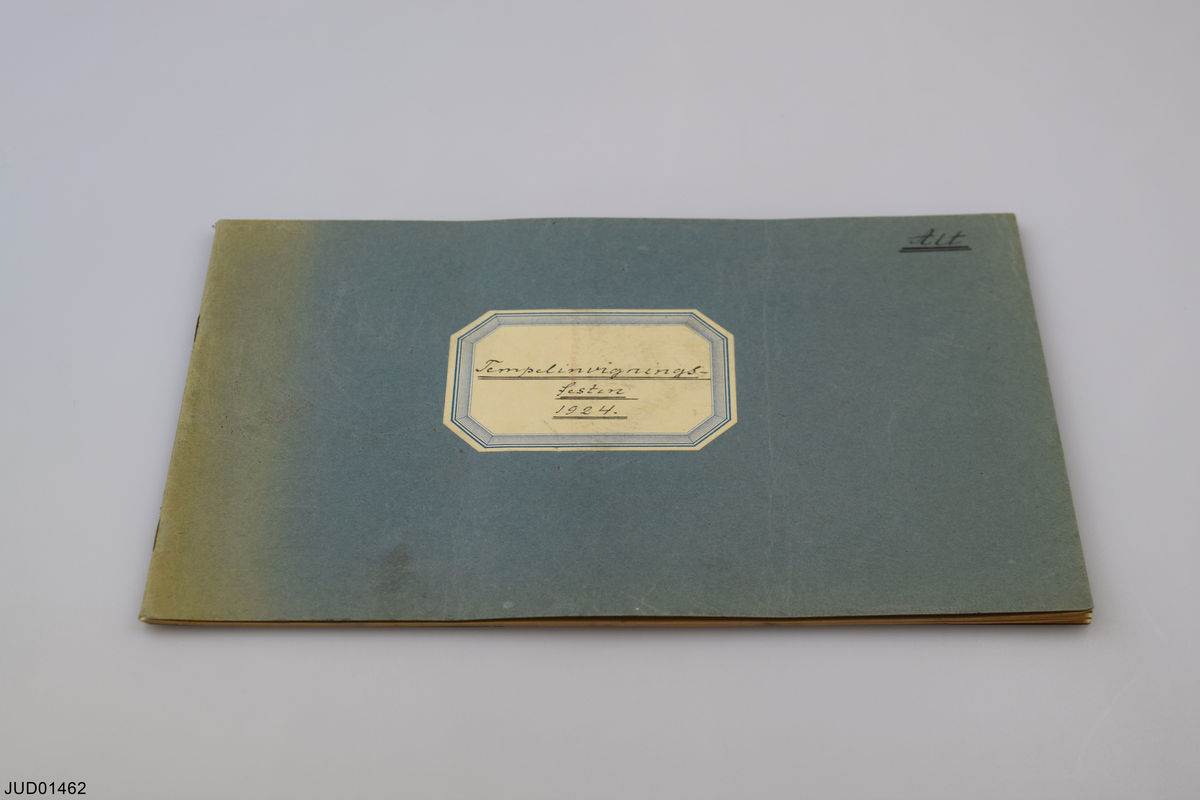 Alt
Tempelinvignings-
festen
1924.
JUD01462